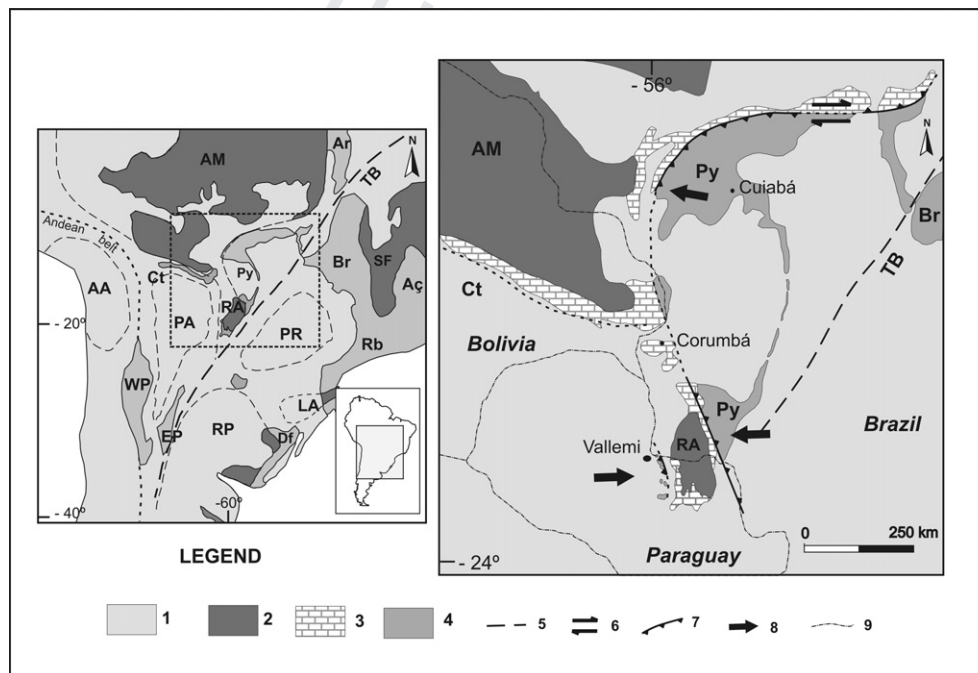 AM
Ar
N
TB
Andean
belt
Py
Br
SF
Ct
Aç
AA
RA
PA
PR
- 20º
Rb
WP
LA
EP
RP
Df
-60º
- 40º
- 56º
N
AM
Py
Cuiabá
Br
TB
Ct
Bolivia
Corumbá
Py
Brazil
RA
Vallemi
0 250 km
- 24º
Paraguay
LEGEND
1 2 3 4 5 6 7 8 9